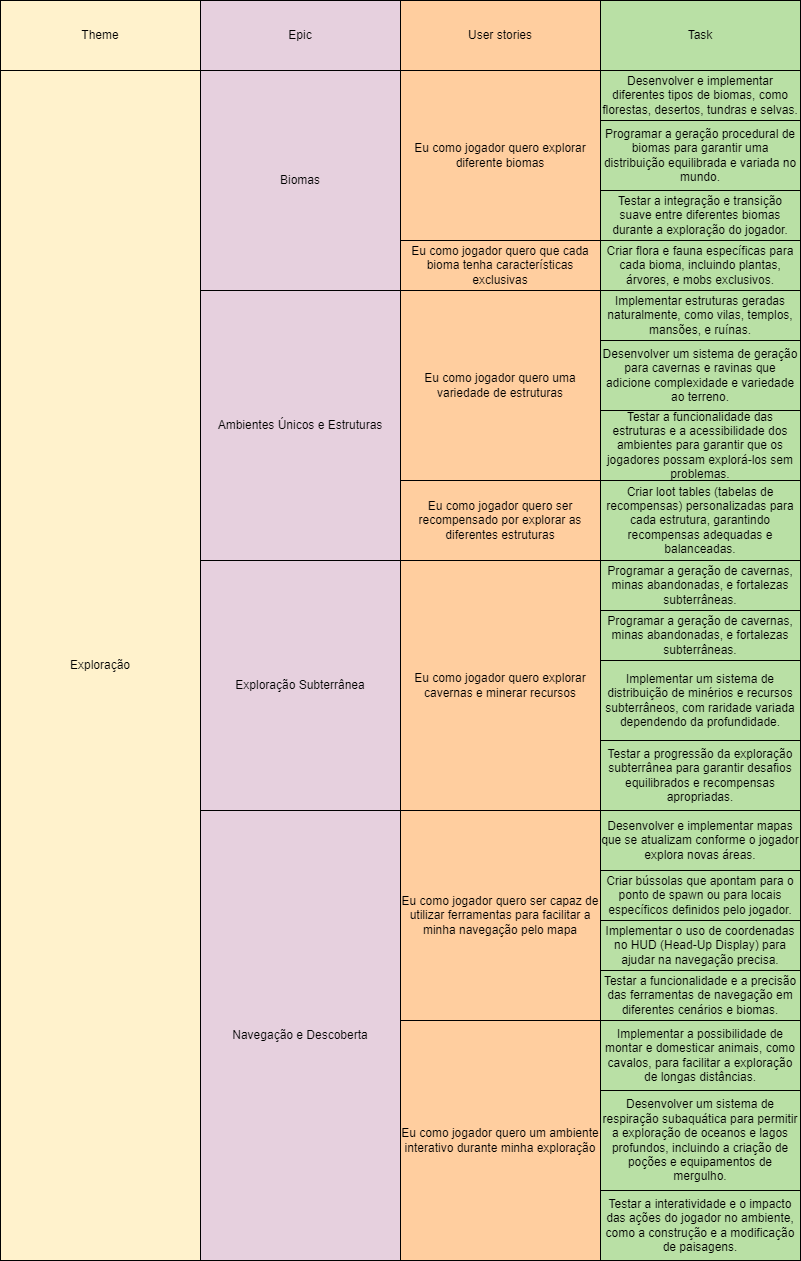 Theme
Epic
User stories
Task
Exploração
Biomas
Eu como jogador quero explorar
diferente biomas
Desenvolver e implementar
diferentes tipos de biomas, como
florestas, desertos, tundras e selvas.
Programar a geração procedural de
biomas para garantir uma
distribuição equilibrada e variada no
mundo.
Testar a integração e transição
suave entre diferentes biomas
durante a exploração do jogador.
Eu como jogador quero que cada
bioma tenha características
exclusivas
Criar flora e fauna específicas para
cada bioma, incluindo plantas,
árvores, e mobs exclusivos.
Ambientes Únicos e Estruturas
Eu como jogador quero uma
variedade de estruturas
Implementar estruturas geradas
naturalmente, como vilas, templos,
mansões, e ruínas.
Desenvolver um sistema de geração
para cavernas e ravinas que
adicione complexidade e variedade
ao terreno.
Testar a funcionalidade das
estruturas e a acessibilidade dos
ambientes para garantir que os
jogadores possam explorá-los sem
problemas.
Eu como jogador quero ser
recompensado por explorar as
diferentes estruturas
Criar loot tables (tabelas de
recompensas) personalizadas para
cada estrutura, garantindo
recompensas adequadas e
balanceadas.
Exploração Subterrânea
Eu como jogador quero explorar
cavernas e minerar recursos
Programar a geração de cavernas,
minas abandonadas, e fortalezas
subterrâneas.
Programar a geração de cavernas,
minas abandonadas, e fortalezas
subterrâneas.
Implementar um sistema de
distribuição de minérios e recursos
subterrâneos, com raridade variada
dependendo da profundidade.
Testar a progressão da exploração
subterrânea para garantir desafios
equilibrados e recompensas
apropriadas.
Navegação e Descoberta
Eu como jogador quero ser capaz de
utilizar ferramentas para facilitar a
minha navegação pelo mapa
Desenvolver e implementar mapas
que se atualizam conforme o jogador
explora novas áreas.
Criar bússolas que apontam para o
ponto de spawn ou para locais
específicos definidos pelo jogador.
Implementar o uso de coordenadas
no HUD (Head-Up Display) para
ajudar na navegação precisa.
Testar a funcionalidade e a precisão
das ferramentas de navegação em
diferentes cenários e biomas.
Eu como jogador quero um ambiente
interativo durante minha exploração
Implementar a possibilidade de
montar e domesticar animais, como
cavalos, para facilitar a exploração
de longas distâncias.
Desenvolver um sistema de
respiração subaquática para permitir
a exploração de oceanos e lagos
profundos, incluindo a criação de
poções e equipamentos de
mergulho.
Testar a interatividade e o impacto
das ações do jogador no ambiente,
como a construção e a modificação
de paisagens.